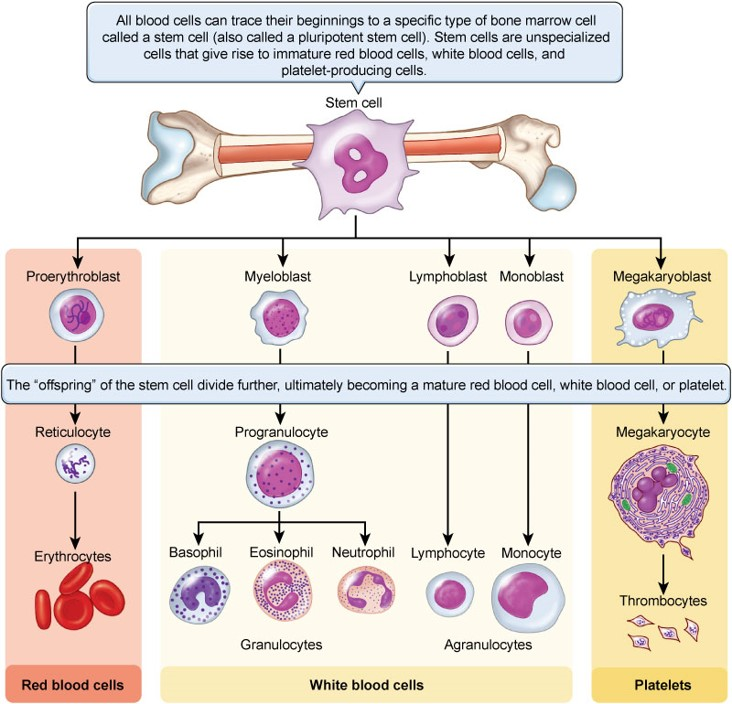 All blood cells can trace their beginnings to a specific type of bone marrow cell
called a stem cell (also called a pluripotent stem cell). Stem cells are unspecialized
cells that give rise to immature red blood cells, white blood cells, and
platelet-producing cells.
Stem cell
Proerythroblast
Myeloblast
Lymphoblast
Monoblast
Megakaryoblast
The “offspring” of the stem cell divide further, ultimately becoming a mature red blood cell, white blood cell, or platelet.
Reticulocyte
Progranulocyte
Megakaryocyte
Erythrocytes
Basophil
Eosinophil
Neutrophil
Lymphocyte
Monocyte
Thrombocytes
Granulocytes
Agranulocytes
Red blood cells
White blood cells
Platelets